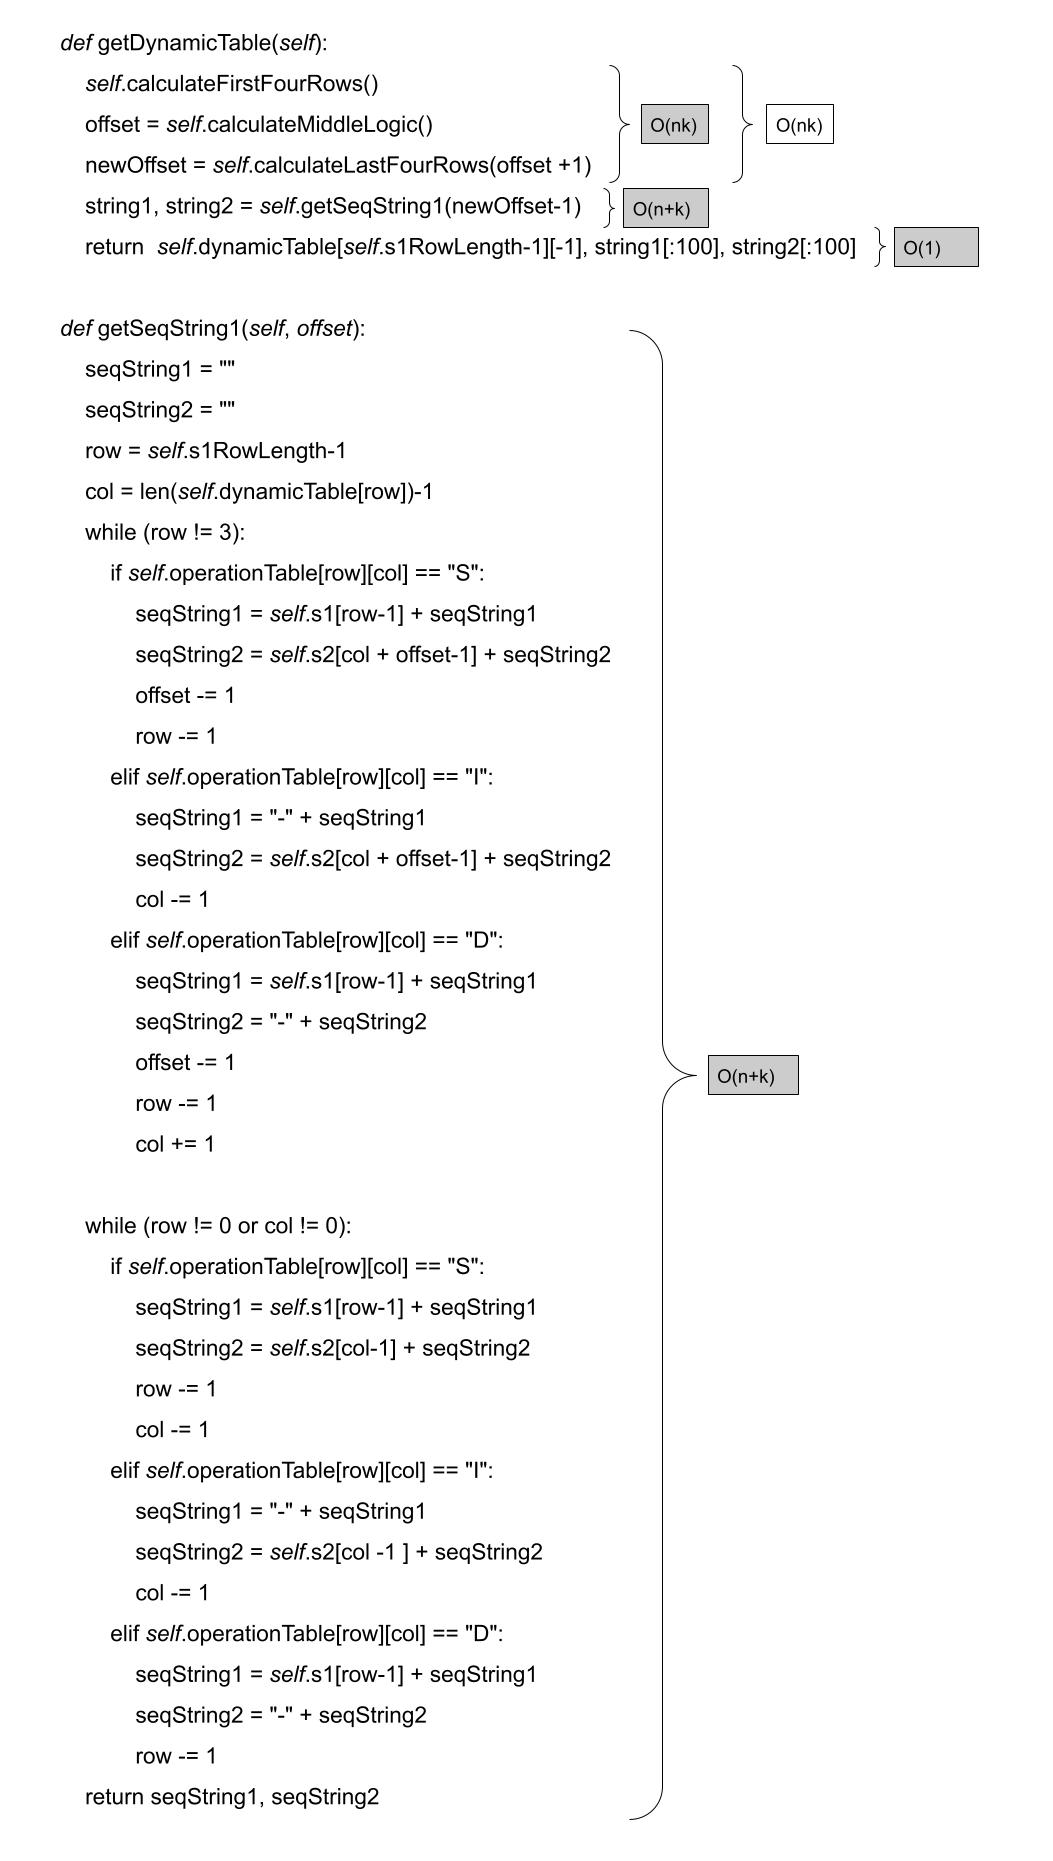 def getDynamicTable(self):
self.calculateFirstFourRows()
offset = self.calculateMiddleLogic()
O(nk)
O(nk)
newOffset = self.calculateLastFourRows(offset +1)
string1, string2 = self.getSeqString1(newOffset-1)
O(n+k)
return self.dynamicTable[self.s1RowLength-1][-1], string1[:100], string2[:100]
O(1)
def getSeqString1(self, offset):
seqString1 = ""
seqString2 = ""
row = self.s1RowLength-1
col = len(self.dynamicTable[row])-1
while (row != 3):
if self.operationTable[row][col] == "S":
seqString1 = self.s1[row-1] + seqString1
seqString2 = self.s2[col + offset-1] + seqString2
offset -= 1
row -= 1
elif self.operationTable[row][col] == "I":
seqString1 = "-" + seqString1
seqString2 = self.s2[col + offset-1] + seqString2
col -= 1
elif self.operationTable[row][col] == "D":
seqString1 = self.s1[row-1] + seqString1
seqString2 = "-" + seqString2
offset -= 1
O(n+k)
row -= 1
col += 1
while (row != 0 or col != 0):
if self.operationTable[row][col] == "S":
seqString1 = self.s1[row-1] + seqString1
seqString2 = self.s2[col-1] + seqString2
row -= 1
col -= 1
elif self.operationTable[row][col] == "I":
seqString1 = "-" + seqString1
seqString2 = self.s2[col -1 ] + seqString2
col -= 1
elif self.operationTable[row][col] == "D":
seqString1 = self.s1[row-1] + seqString1
seqString2 = "-" + seqString2
row -= 1
return seqString1, seqString2